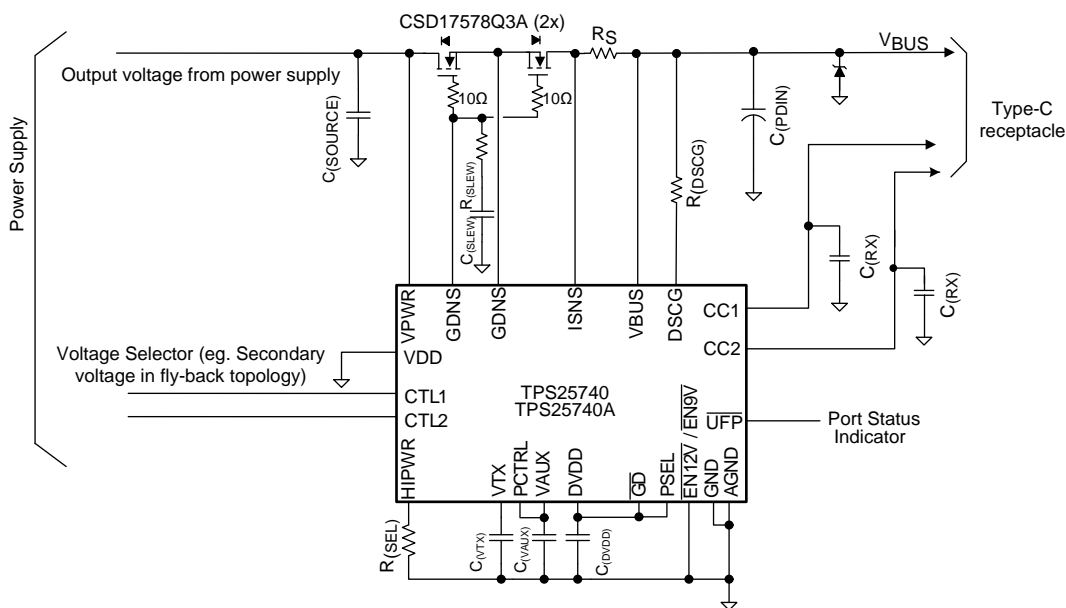 CSD17578Q3A (2x)
RS
VBUS
Output voltage from power supply
10Ω
10Ω
Type-C
receptacle
Power Supply
C(SOURCE)
R(SLEW)
C(SLEW)
R(DSCG)
C(PDIN)
C(RX)
C(RX)
VPWR
GDNS
GDNS
ISNS
VBUS
DSCG
CC1
CC2
Voltage Selector (eg. Secondary
voltage in fly-back topology)
VDD
CTL1
CTL2
TPS25740
TPS25740A
UFP
Port Status
Indicator
HIPWR
VTX
PCTRL
VAUX
DVDD
GD
PSEL
EN12V / EN9V
GND
AGND
R(SEL)
C(VTX)
C(VAUX)
C(DVDD)